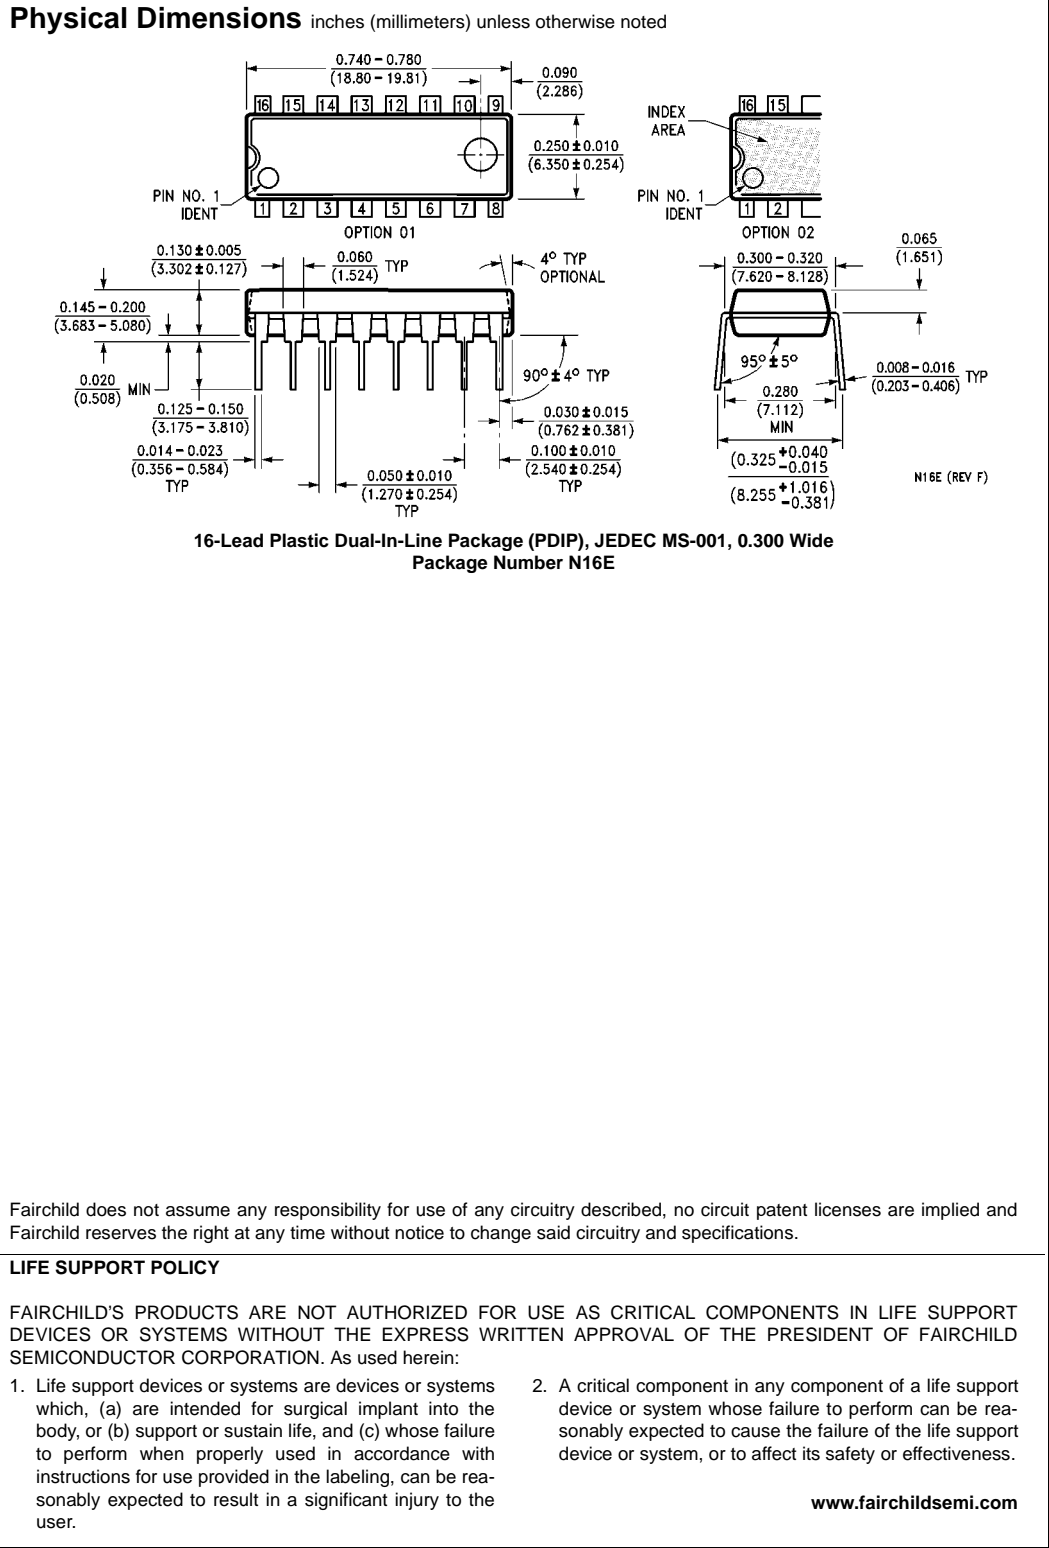 Physical Dimensions inches (millimeters) unless otherwise noted
0.740 – 0.780
(18.80 – 19.81)
0.090
(2.286)
16 15 14 13 12 11 10 9
INDEX
AREA
16 15
0.250 ± 0.010
(6.350 ± 0.254)
PIN NO. 1
IDENT
1 2 3 4 5 6 7 8
PIN NO. 1
IDENT
1 2
OPTION 01
OPTION 02
0.130 ± 0.005
(3.302 ± 0.127)
0.060
(1.524)
TYP
4° TYP
OPTIONAL
0.300 – 0.320
(7.620 – 8.128)
0.065
(1.651)
0.145 – 0.200
(3.683 – 5.080)
0.020
(0.508)
MIN
90° ± 4° TYP
95° ± 5°
0.008 – 0.016
(0.203 – 0.406)
TYP
0.280
(7.112)
MIN
0.125 – 0.150
(3.175 – 3.810)
0.030 ± 0.015
(0.762 ± 0.381)
0.014 – 0.023
(0.356 – 0.584)
TYP
0.050 ± 0.010
(1.270 ± 0.254)
TYP
0.100 ± 0.010
(2.540 ± 0.254)
TYP
(0.325 +0.040
–0.015
(8.255 +1.016)
–0.381)
N16E (REV F)
16-Lead Plastic Dual-In-Line Package (PDIP), JEDEC MS-001, 0.300 Wide
Package Number N16E
Fairchild does not assume any responsibility for use of any circuitry described, no circuit patent licenses are implied and
Fairchild reserves the right at any time without notice to change said circuitry and specifications.
LIFE SUPPORT POLICY
FAIRCHILD'S PRODUCTS ARE NOT AUTHORIZED FOR USE AS CRITICAL COMPONENTS IN LIFE SUPPORT
DEVICES OR SYSTEMS WITHOUT THE EXPRESS WRITTEN APPROVAL OF THE PRESIDENT OF FAIRCHILD
SEMICONDUCTOR CORPORATION. As used herein:
1. Life support devices or systems are devices or systems
which, (a) are intended for surgical implant into the
body, or (b) support or sustain life, and (c) whose failure
to perform when properly used in accordance with
instructions for use provided in the labeling, can be rea-
sonably expected to result in a significant injury to the
user.
2. A critical component in any component of a life support
device or system whose failure to perform can be rea-
sonably expected to cause the failure of the life support
device or system, or to affect its safety or effectiveness.
www.fairchildsemi.com